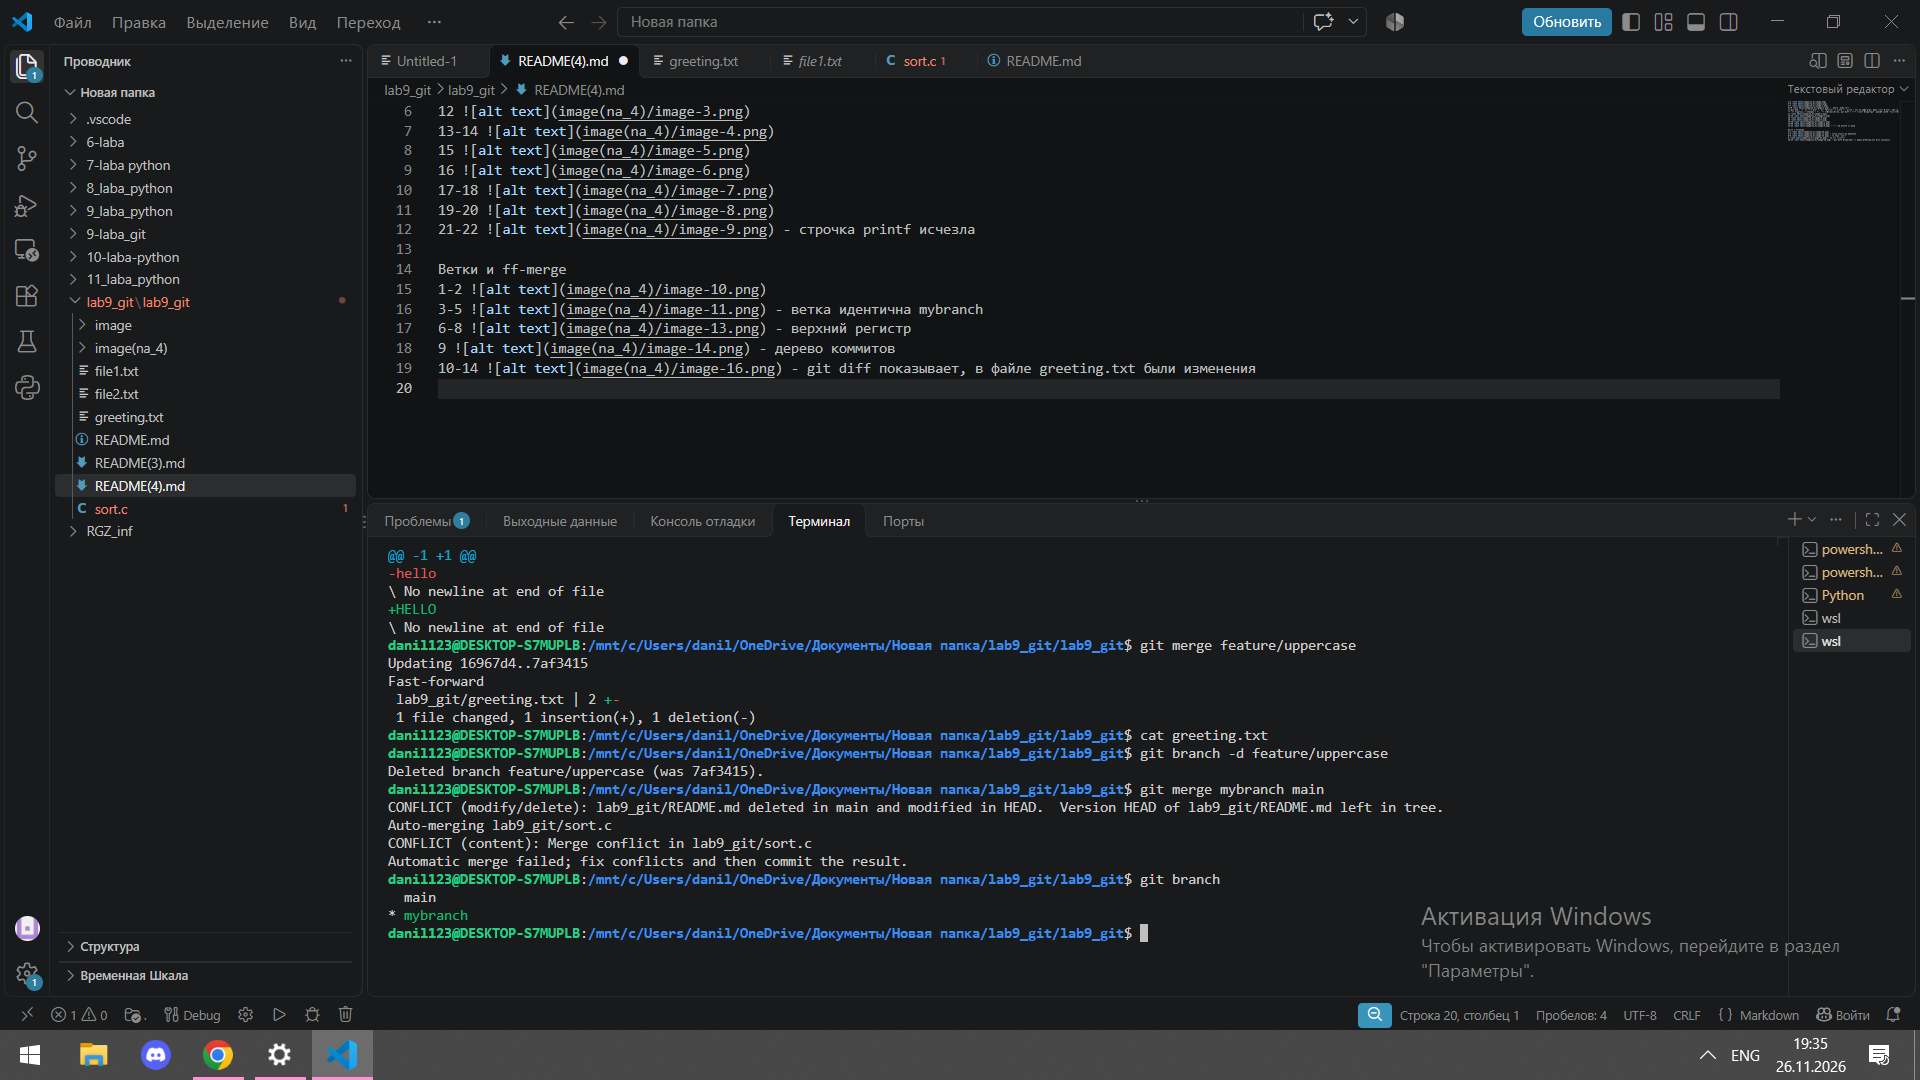 Файл Правка Выделение Вид Переход ···
Новая папка
Обновить
Проводник ···
Новая папка
.vscode
6-laba
7-laba python
8_laba_python
9_laba_python
9-laba_git
10-laba-python
11_laba_python
lab9_git\lab9_git
image
image(na_4)
file1.txt
file2.txt
greeting.txt
README.md
README(3).md
README(4).md
sort.c 1
RGZ_inf
Структура
Временная Шкала
Untitled-1 README(4).md greeting.txt file1.txt sort.c 1 README.md
lab9_git > lab9_git > README(4).md
Текстовый редактор
6 12 ![alt text](image(na_4)/image-3.png)
7 13-14 ![alt text](image(na_4)/image-4.png)
8 15 ![alt text](image(na_4)/image-5.png)
9 16 ![alt text](image(na_4)/image-6.png)
10 17-18 ![alt text](image(na_4)/image-7.png)
11 19-20 ![alt text](image(na_4)/image-8.png)
12 21-22 ![alt text](image(na_4)/image-9.png) - строчка printf исчезла
13
14 Ветки и ff-merge
15 1-2 ![alt text](image(na_4)/image-10.png)
16 3-5 ![alt text](image(na_4)/image-11.png) - ветка идентична mybranch
17 6-8 ![alt text](image(na_4)/image-13.png) - верхний регистр
18 9 ![alt text](image(na_4)/image-14.png) - дерево коммитов
19 10-14 ![alt text](image(na_4)/image-16.png) - git diff показывает, в файле greeting.txt были изменения
20
Проблемы 1 Выходные данные Консоль отладки Терминал Порты
@@ -1 +1 @@
-hello
\ No newline at end of file
+HELLO
\ No newline at end of file
danil123@DESKTOP-S7MUPLB:/mnt/c/Users/danil/OneDrive/Документы/Новая папка/lab9_git/lab9_git$ git merge feature/uppercase
Updating 16967d4..7af3415
Fast-forward
lab9_git/greeting.txt | 2 +-
1 file changed, 1 insertion(+), 1 deletion(-)
danil123@DESKTOP-S7MUPLB:/mnt/c/Users/danil/OneDrive/Документы/Новая папка/lab9_git/lab9_git$ cat greeting.txt
danil123@DESKTOP-S7MUPLB:/mnt/c/Users/danil/OneDrive/Документы/Новая папка/lab9_git/lab9_git$ git branch -d feature/uppercase
Deleted branch feature/uppercase (was 7af3415).
danil123@DESKTOP-S7MUPLB:/mnt/c/Users/danil/OneDrive/Документы/Новая папка/lab9_git/lab9_git$ git merge mybranch main
CONFLICT (modify/delete): lab9_git/README.md deleted in main and modified in HEAD.  Version HEAD of lab9_git/README.md left in tree.
Auto-merging lab9_git/sort.c
CONFLICT (content): Merge conflict in lab9_git/sort.c
Automatic merge failed; fix conflicts and then commit the result.
danil123@DESKTOP-S7MUPLB:/mnt/c/Users/danil/OneDrive/Документы/Новая папка/lab9_git/lab9_git$ git branch
main
* mybranch
danil123@DESKTOP-S7MUPLB:/mnt/c/Users/danil/OneDrive/Документы/Новая папка/lab9_git/lab9_git$
powersh...
powersh...
Python
wsl
wsl
Активация Windows
Чтобы активировать Windows, перейдите в раздел
"Параметры".
1 0 Debug
Строка 20, столбец 1 Пробелов: 4 UTF-8 CRLF { } Markdown Войти
ENG
19:35
26.11.2026